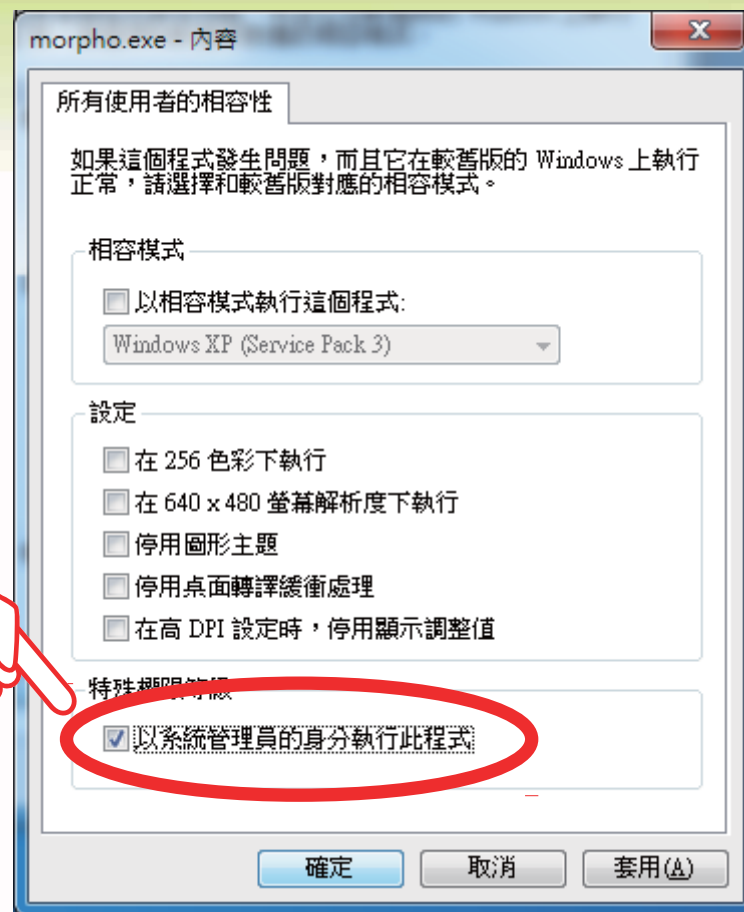 morpho.exe - 內容
所有使用者的相容性
如果這個程式發生問題，而且它在較舊版的 Windows 上執行
正常，請選擇和較舊版對應的相容模式。
相容模式
以相容模式執行這個程式:
Windows XP (Service Pack 3)
設定
在 256 色彩下執行
在 640 x 480 螢幕解析度下執行
停用圖形主題
停用桌面轉譯緩衝處理
在高 DPI 設定時，停用顯示調整值
特殊權限等級
以系統管理員的身分執行此程式
確定
取消
套用(A)